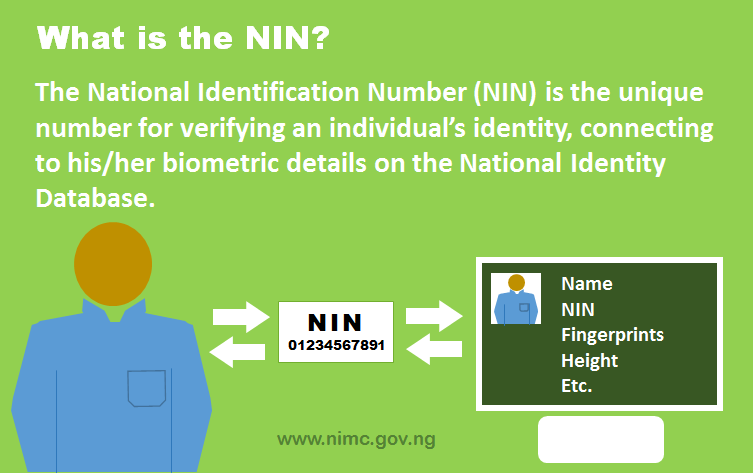 What is the NIN?
The National Identification Number (NIN) is the unique
number for verifying an individual’s identity, connecting
to his/her biometric details on the National Identity
Database.
NIN
01234567891
Name
NIN
Fingerprints
Height
Etc.
www.nimc.gov.ng